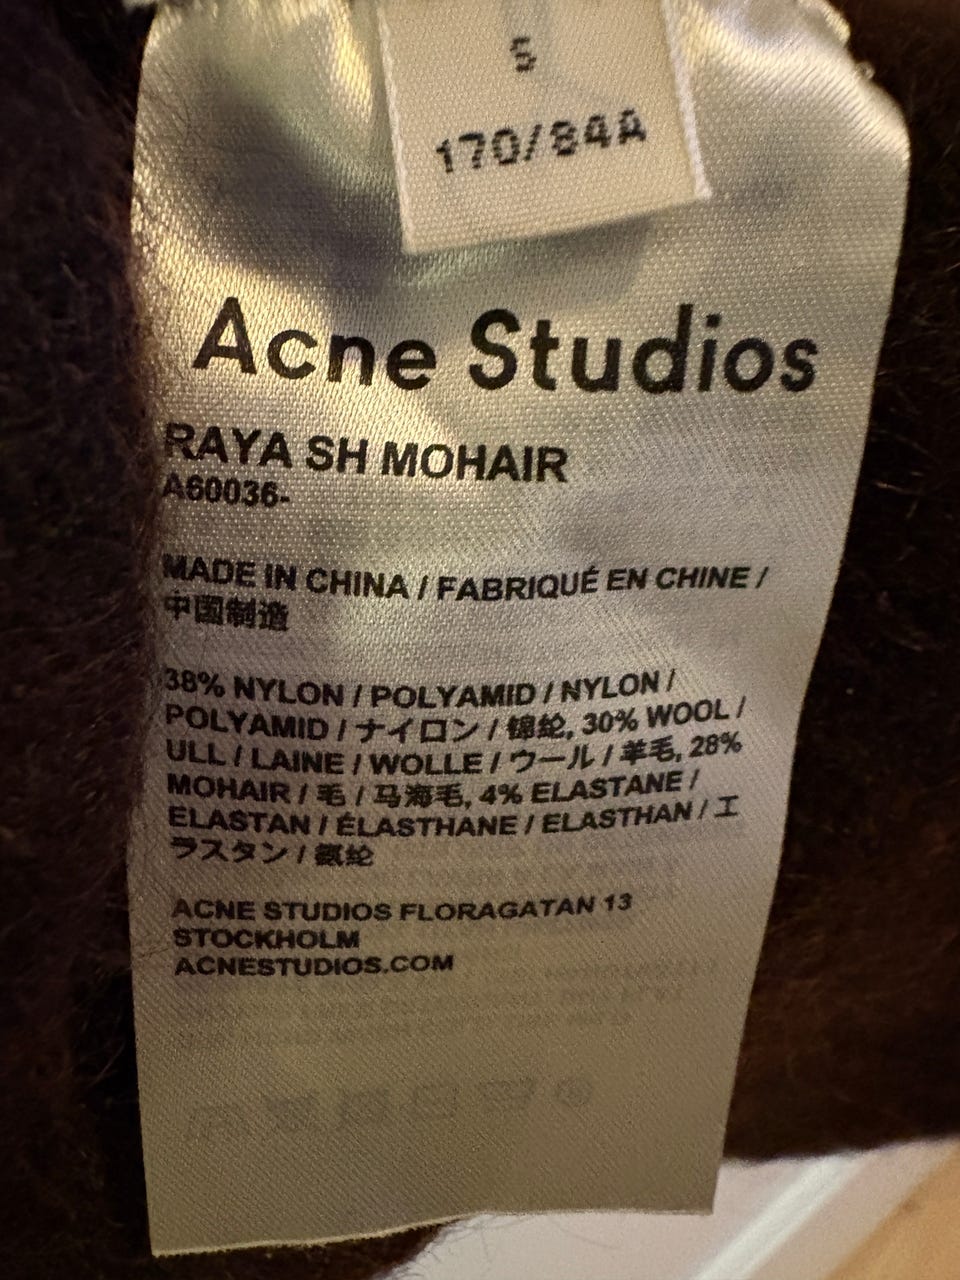 S
170/84A
Acne Studios
RAYA SH MOHAIR
A60036-
MADE IN CHINA / FABRIQUÉ EN CHINE /
中国制造
38% NYLON / POLYAMID / NYLON /
POLYAMID / ナイロン / 锦纶, 30% WOOL /
ULL / LAINE / WOLLE / ウール / 羊毛, 28%
MOHAIR / 毛 / 马海毛, 4% ELASTANE /
ELASTAN / ÉLASTHANE / ELASTHAN / エ
ラスタン / 氨纶
ACNE STUDIOS FLORAGATAN 13
STOCKHOLM
ACNESTUDIOS.COM